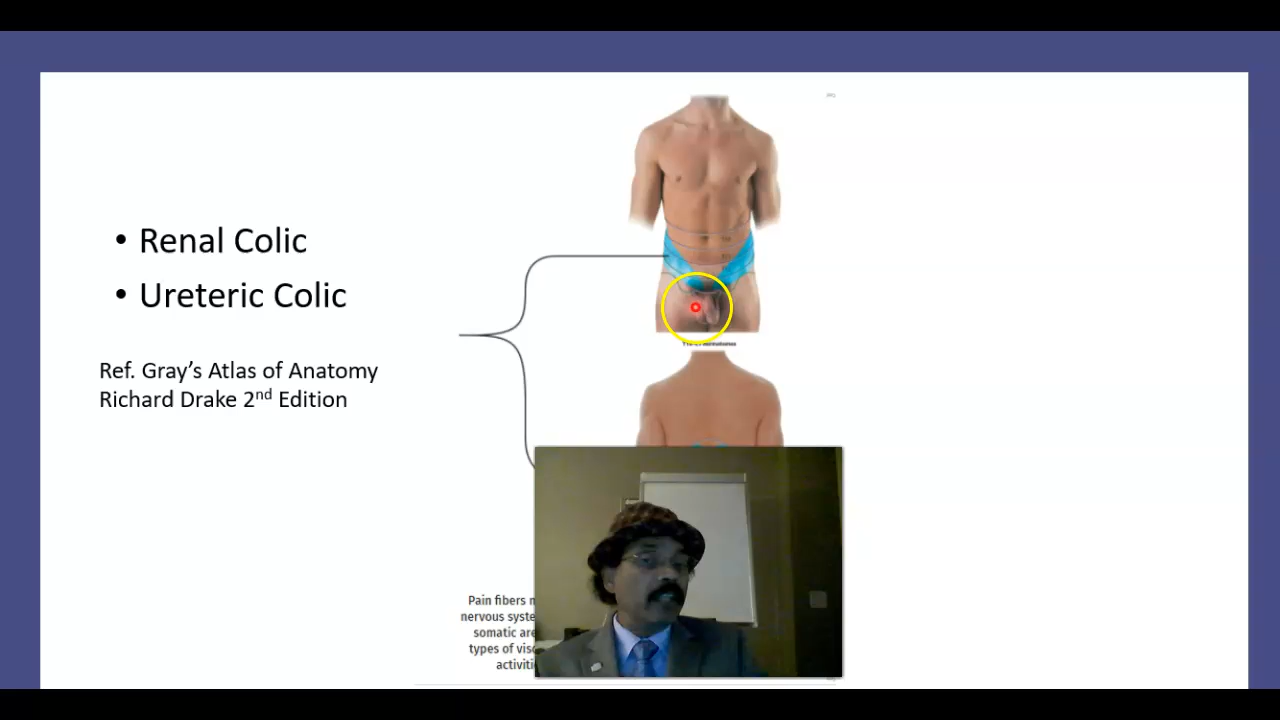 • Renal Colic
• Ureteric Colic
Ref. Gray's Atlas of Anatomy
Richard Drake 2nd Edition
Pain fibers
nervous syste
somatic are
types of visc
activiti